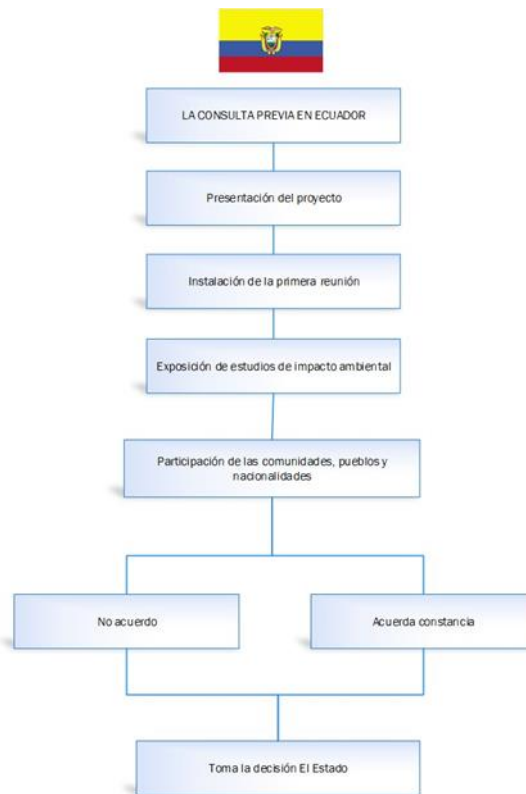 LA CONSULTA PREVIA EN ECUADOR
Presentación del proyecto
Instalación de la primera reunión
Exposición de estudios de impacto ambiental
Participación de las comunidades, pueblos y
nacionalidades
No acuerdo
Acuerda constancia
Toma la decisión El Estado